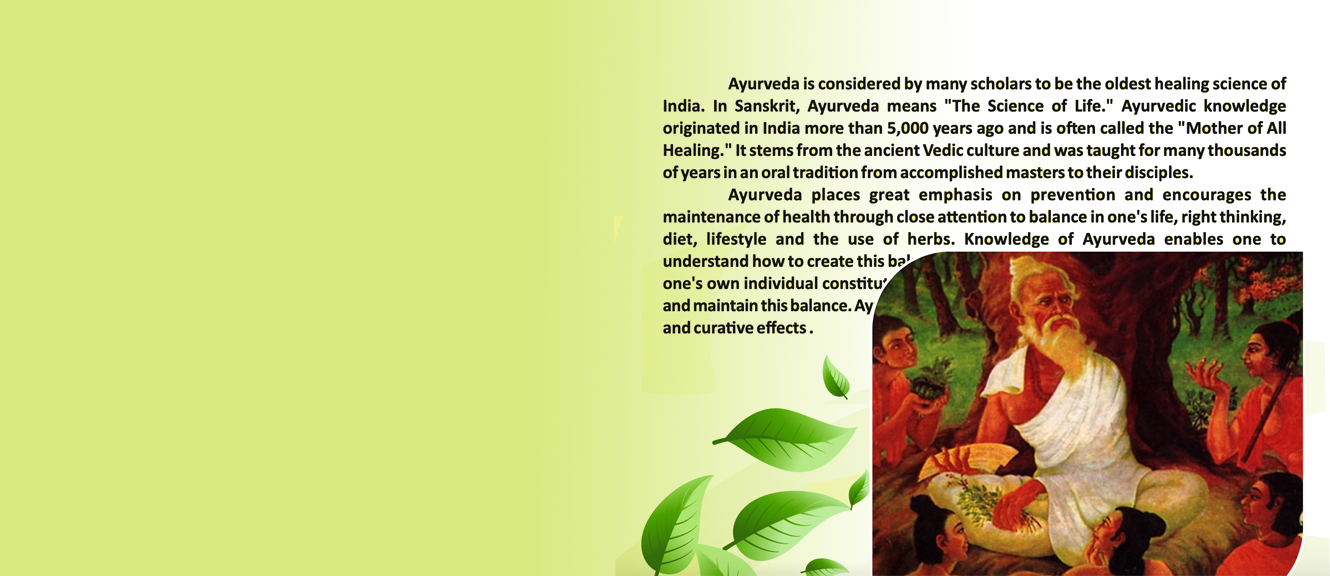 Ayurveda is considered by many scholars to be the oldest healing science of
India. In Sanskrit, Ayurveda means "The Science of Life." Ayurvedic knowledge
originated in India more than 5,000 years ago and is often called the "Mother of All
Healing." It stems from the ancient Vedic culture and was taught for many thousands
of years in an oral tradition from accomplished masters to their disciples.
Ayurveda places great emphasis on prevention and encourages the
maintenance of health through close attention to balance in one's life, right thinking,
diet, lifestyle and the use of herbs. Knowledge of Ayurveda enables one to
understand how to create this
one's own individual
and maintain this balance.
and curative effects .